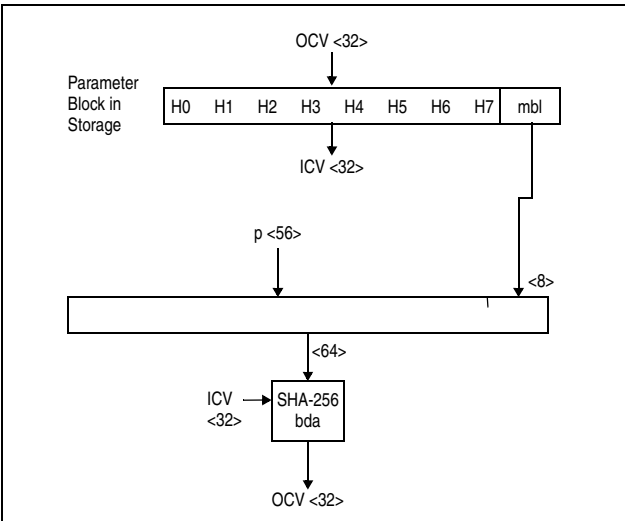 OCV <32>
Parameter
Block in
Storage
H0 H1 H2 H3 H4 H5 H6 H7 mbl
ICV <32>
p <56>
<8>
<64>
ICV
<32>
SHA-256
bda
OCV <32>